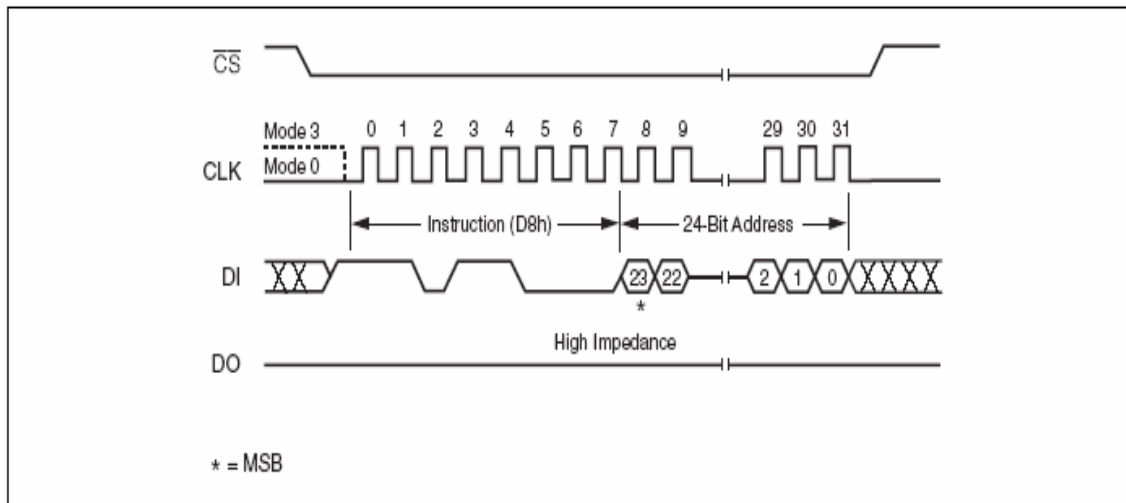 CS
Mode 3 0 1 2 3 4 5 6 7 8 9 29 30 31
CLK Mode 0
Instruction (D8h) 24-Bit Address
DI 23 22 2 1 0
*
High Impedance
DO
* = MSB